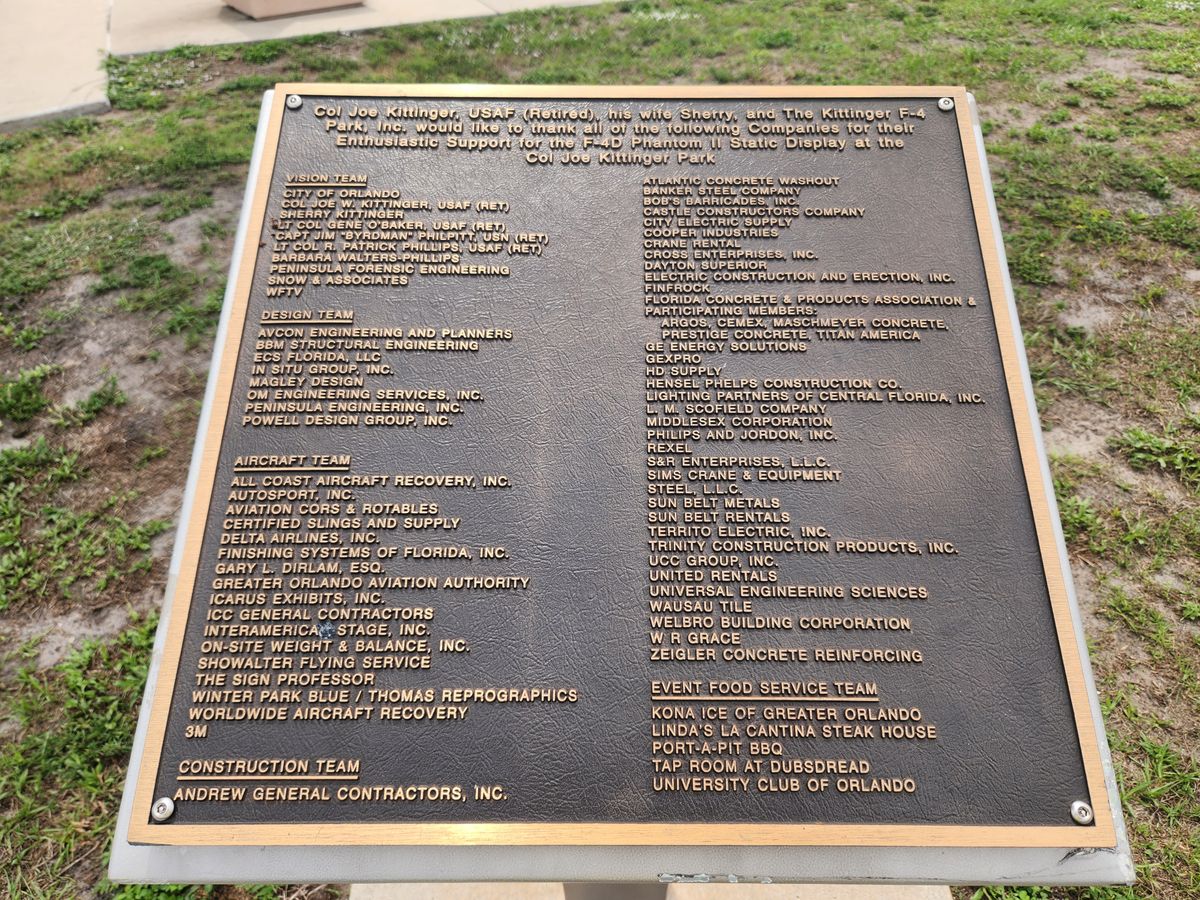 Col Joe Kittinger, USAF (Retired), his wife Sherry, and The Kittinger F-4
Park, Inc. would like to thank all of the following Companies for their
Enthusiastic Support for the F-4D Phantom II Static Display at the
Col Joe Kittinger Park
VISION TEAM
CITY OF ORLANDO
COL JOE W. KITTINGER, USAF (RET)
SHERRY KITTINGER
LT COL GENE O'BAKER, USAF (RET)
CAPT JIM "BYRDMAN" PHILPITT, USN (RET)
LT COL R. PATRICK PHILLIPS, USAF (RET)
BARBARA WALTERS-PHILLIPS
PENINSULA FORENSIC ENGINEERING
SNOW & ASSOCIATES
WFTV
DESIGN TEAM
AVCON ENGINEERING AND PLANNERS
BBM STRUCTURAL ENGINEERING
ECS FLORIDA, LLC
IN SITU GROUP, INC.
MAGLEY DESIGN
OM ENGINEERING SERVICES, INC.
PENINSULA ENGINEERING, INC.
POWELL DESIGN GROUP, INC.
AIRCRAFT TEAM
ALL COAST AIRCRAFT RECOVERY, INC.
AUTOSPORT, INC.
AVIATION CORS & ROTABLES
CERTIFIED SLINGS AND SUPPLY
DELTA AIRLINES, INC.
FINISHING SYSTEMS OF FLORIDA, INC.
GARY L. DIRLAM, ESQ.
GREATER ORLANDO AVIATION AUTHORITY
ICARUS EXHIBITS, INC.
ICC GENERAL CONTRACTORS
INTERAMERICA STAGE, INC.
ON-SITE WEIGHT & BALANCE, INC.
SHOWALTER FLYING SERVICE
THE SIGN PROFESSOR
WINTER PARK BLUE / THOMAS REPROGRAPHICS
WORLDWIDE AIRCRAFT RECOVERY
3M
CONSTRUCTION TEAM
ANDREW GENERAL CONTRACTORS, INC.
ATLANTIC CONCRETE WASHOUT
BANKER STEEL COMPANY
BOB'S BARRICADES, INC.
CASTLE CONSTRUCTORS COMPANY
CITY ELECTRIC SUPPLY
COOPER INDUSTRIES
CRANE RENTAL
CROSS ENTERPRISES, INC.
DAYTON SUPERIOR
ELECTRIC CONSTRUCTION AND ERECTION, INC.
FINFROCK
FLORIDA CONCRETE & PRODUCTS ASSOCIATION &
PARTICIPATING MEMBERS:
ARGOS, CEMEX, MASCHMEYER CONCRETE,
PRESTIGE CONCRETE, TITAN AMERICA
GE ENERGY SOLUTIONS
GEXPRO
HD SUPPLY
HENSEL PHELPS CONSTRUCTION CO.
LIGHTING PARTNERS OF CENTRAL FLORIDA, INC.
L. M. SCOFIELD COMPANY
MIDDLESEX CORPORATION
PHILIPS AND JORDON, INC.
REXEL
S&R ENTERPRISES, L.L.C.
SIMS CRANE & EQUIPMENT
STEEL, L.L.C.
SUN BELT METALS
SUN BELT RENTALS
TERRITO ELECTRIC, INC.
TRINITY CONSTRUCTION PRODUCTS, INC.
UCC GROUP, INC.
UNITED RENTALS
UNIVERSAL ENGINEERING SCIENCES
WAUSAU TILE
WELBRO BUILDING CORPORATION
W R GRACE
ZEIGLER CONCRETE REINFORCING
EVENT FOOD SERVICE TEAM
KONA ICE OF GREATER ORLANDO
LINDA'S LA CANTINA STEAK HOUSE
PORT-A-PIT BBQ
TAP ROOM AT DUBSDREAD
UNIVERSITY CLUB OF ORLANDO